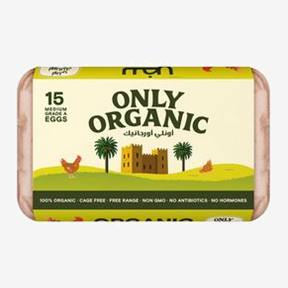 15
MEDIUM
GRADE A
EGGS
ONLY
ORGANIC
أونلي أورجانيك
100% ORGANIC • CAGE FREE • FREE RANGE • NON GMO • NO ANTIBIOTICS • NO HORMONES
ORGANIC
ONLY